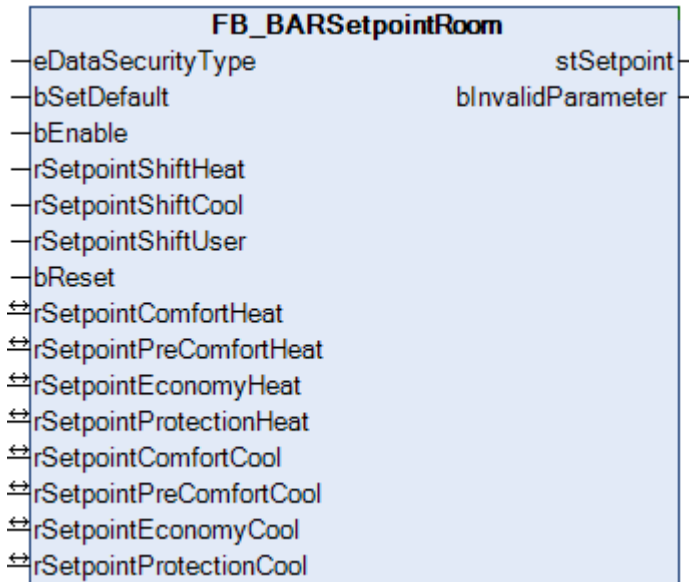 FB_BARSetpointRoom
eDataSecurityType stSetpoint
bSetDefault bInvalidParameter
bEnable
rSetpointShiftHeat
rSetpointShiftCool
rSetpointShiftUser
bReset
rSetpointComfortHeat
rSetpointPreComfortHeat
rSetpointEconomyHeat
rSetpointProtectionHeat
rSetpointComfortCool
rSetpointPreComfortCool
rSetpointEconomyCool
rSetpointProtectionCool